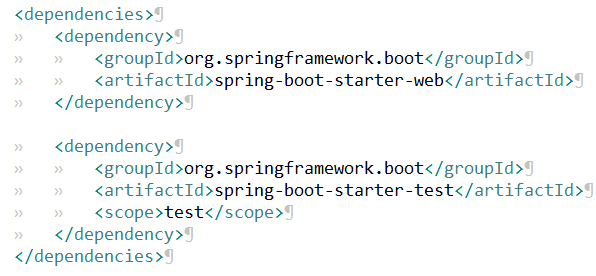 <dependencies>¶
»   <dependency>¶
»   »   <groupId>org.springframework.boot</groupId>¶
»   »   <artifactId>spring-boot-starter-web</artifactId>¶
»   </dependency>¶
¶
»   <dependency>¶
»   »   <groupId>org.springframework.boot</groupId>¶
»   »   <artifactId>spring-boot-starter-test</artifactId>¶
»   »   <scope>test</scope>¶
»   </dependency>¶
</dependencies>¶